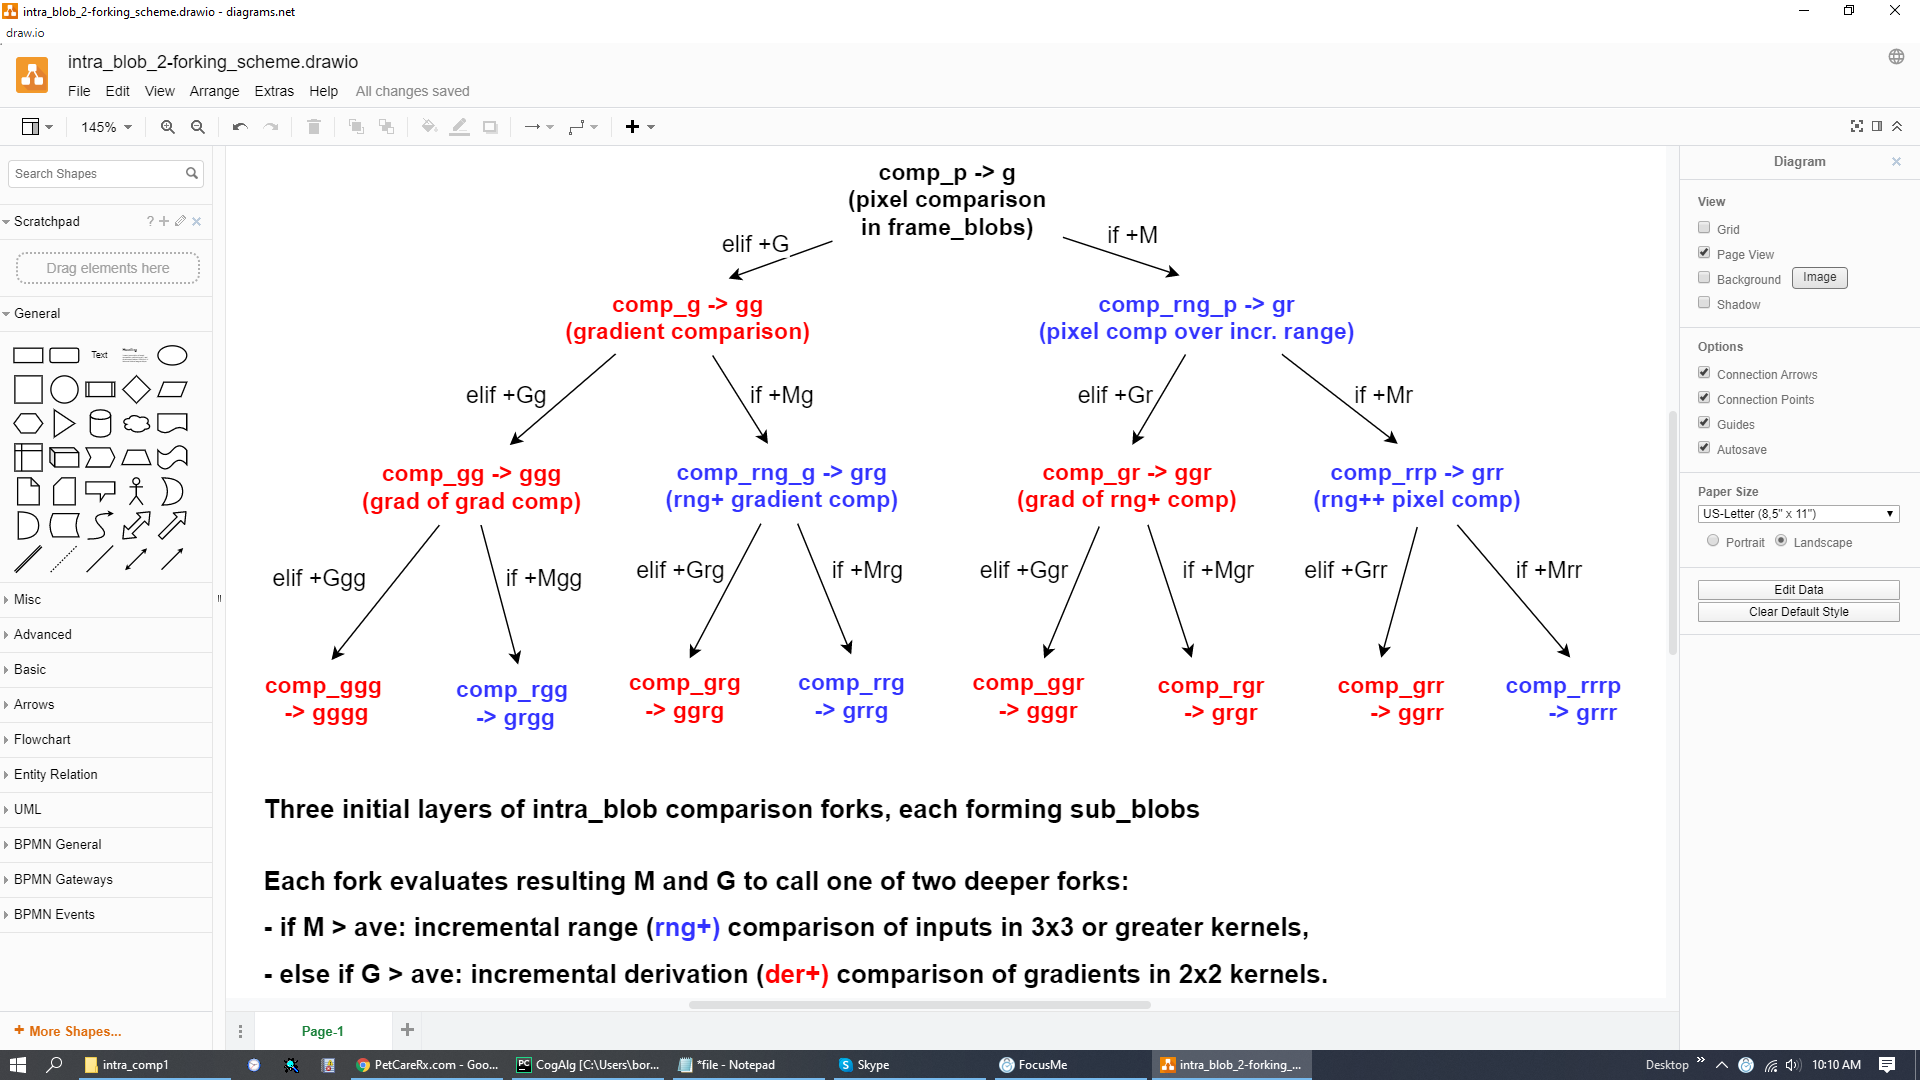 intra_blob_2-forking_scheme.drawio - diagrams.net
draw.io
intra_blob_2-forking_scheme.drawio
File Edit View Arrange Extras Help All changes saved
145%
Search Shapes
Scratchpad
?
Drag elements here
General
Text
Heading
Misc
Advanced
Basic
Arrows
Flowchart
Entity Relation
UML
BPMN General
BPMN Gateways
BPMN Events
+ More Shapes...
comp_p -> g
(pixel comparison
in frame_blobs)
elif +G
if +M
comp_g -> gg
(gradient comparison)
comp_rng_p -> gr
(pixel comp over incr. range)
elif +Gg
if +Mg
elif +Gr
if +Mr
comp_gg -> ggg
(grad of grad comp)
comp_rng_g -> grg
(rng+ gradient comp)
comp_gr -> ggr
(grad of rng+ comp)
comp_rrp -> grr
(rng++ pixel comp)
elif +Ggg
if +Mgg
elif +Grg
if +Mrg
elif +Ggr
if +Mgr
elif +Grr
if +Mrr
comp_ggg
-> gggg
comp_rgg
-> grgg
comp_grg
-> ggrg
comp_rrg
-> grrg
comp_ggr
-> gggr
comp_rgr
-> grgr
comp_grr
-> ggrr
comp_rrrp
-> grrr
Three initial layers of intra_blob comparison forks, each forming sub_blobs
Each fork evaluates resulting M and G to call one of two deeper forks:
- if M > ave: incremental range (rng+) comparison of inputs in 3x3 or greater kernels,
- else if G > ave: incremental derivation (der+) comparison of gradients in 2x2 kernels.
Page-1
Diagram
View
Grid
Page View
Background
Image
Shadow
Options
Connection Arrows
Connection Points
Guides
Autosave
Paper Size
US-Letter (8,5" x 11")
Portrait
Landscape
Edit Data
Clear Default Style
intra_comp1
PetCareRx.com - Goo...
CogAlg [C:\Users\bor...
*file - Notepad
Skype
FocusMe
intra_blob_2-forking_...
Desktop
10:10 AM